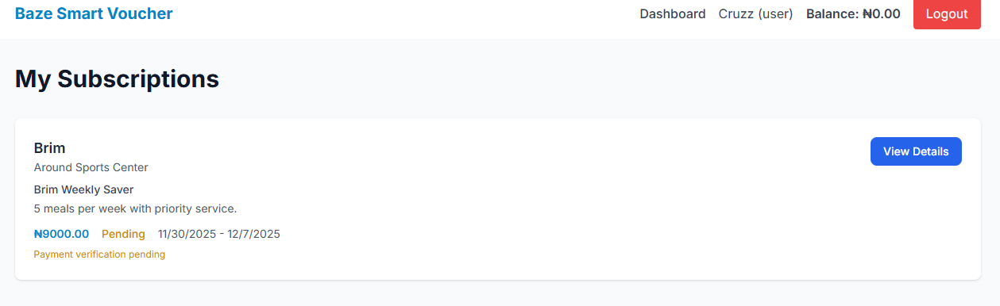 Baze Smart Voucher Dashboard Cruzz (user) Balance: ₦0.00 Logout
My Subscriptions
Brim View Details
Around Sports Center
Brim Weekly Saver
5 meals per week with priority service.
₦9000.00 Pending 11/30/2025 - 12/7/2025
Payment verification pending